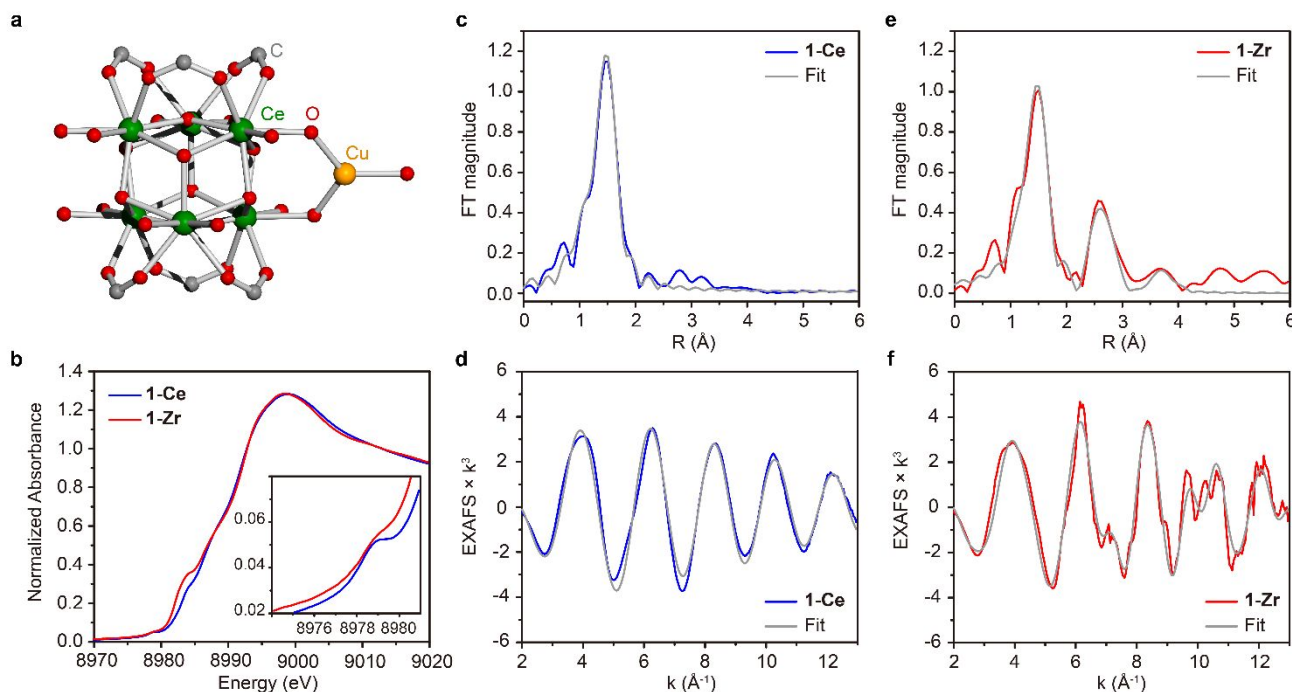 a
C
Ce
O
Cu
b
1.4
1.2
1.0
0.8
0.6
0.4
0.2
0.0
Normalized Absorbance
1-Ce
1-Zr
0.06
0.04
0.02
8976 8978 8980
8970 8980 8990 9000 9010 9020
Energy (eV)
c
1.2
1.0
0.8
0.6
0.4
0.2
0.0
FT magnitude
1-Ce
Fit
0 1 2 3 4 5 6
R (Å)
d
6
4
2
0
-2
-4
-6
EXAFS × k³
1-Ce
Fit
2 4 6 8 10 12
k (Å⁻¹)
e
1.2
1.0
0.8
0.6
0.4
0.2
0.0
FT magnitude
1-Zr
Fit
0 1 2 3 4 5 6
R (Å)
f
6
4
2
0
-2
-4
-6
EXAFS × k³
1-Zr
Fit
2 4 6 8 10 12
k (Å⁻¹)